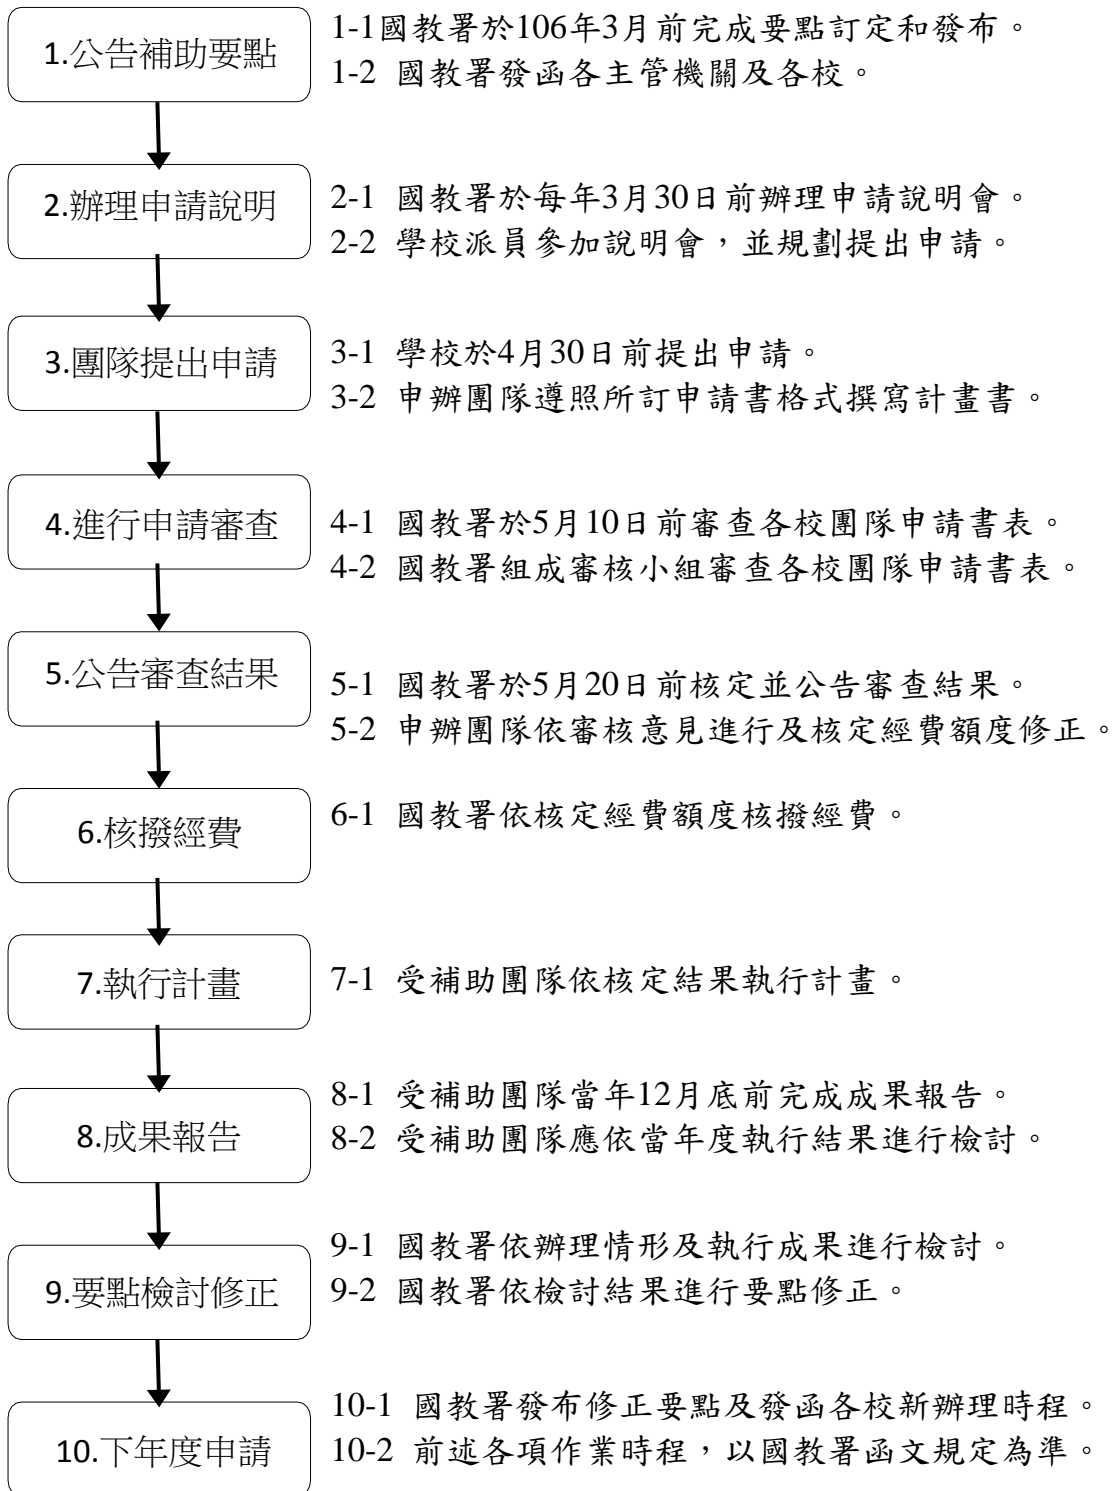 1.公告補助要點
1-1國教署於106年3月前完成要點訂定和發布。
1-2 國教署發函各主管機關及各校。
2.辦理申請說明
2-1 國教署於每年3月30日前辦理申請說明會。
2-2 學校派員參加說明會，並規劃提出申請。
3.團隊提出申請
3-1 學校於4月30日前提出申請。
3-2 申辦團隊遵照所訂申請書格式撰寫計畫書。
4.進行申請審查
4-1 國教署於5月10日前審查各校團隊申請書表。
4-2 國教署組成審核小組審查各校團隊申請書表。
5.公告審查結果
5-1 國教署於5月20日前核定並公告審查結果。
5-2 申辦團隊依審核意見進行及核定經費額度修正。
6.核撥經費
6-1 國教署依核定經費額度核撥經費。
7.執行計畫
7-1 受補助團隊依核定結果執行計畫。
8.成果報告
8-1 受補助團隊當年12月底前完成成果報告。
8-2 受補助團隊應依當年度執行結果進行檢討。
9.要點檢討修正
9-1 國教署依辦理情形及執行成果進行檢討。
9-2 國教署依檢討結果進行要點修正。
10.下年度申請
10-1 國教署發布修正要點及發函各校新辦理時程。
10-2 前述各項作業時程，以國教署函文規定為準。